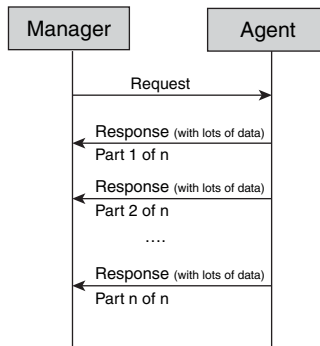 Manager
Agent
Request
Response (with lots of data)
Part 1 of n
Response (with lots of data)
Part 2 of n
....
Response (with lots of data)
Part n of n